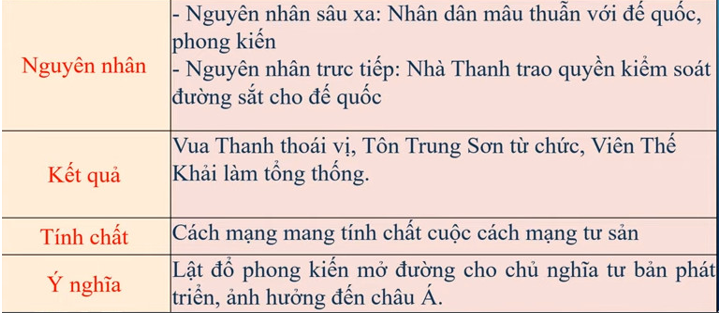 Nguyên nhân
- Nguyên nhân sâu xa: Nhân dân mâu thuẫn với đế quốc,
phong kiến
- Nguyên nhân trưc tiếp: Nhà Thanh trao quyền kiểm soát
đường sắt cho đế quốc
Kết quả
Vua Thanh thoái vị, Tôn Trung Sơn từ chức, Viên Thế
Khải làm tổng thống.
Tính chất
Cách mạng mang tính chất cuộc cách mạng tư sản
Ý nghĩa
Lật đổ phong kiến mở đường cho chủ nghĩa tư bản phát
triển, ảnh hưởng đến châu Á.